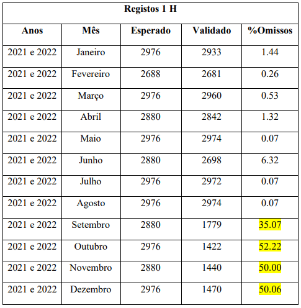 Registos 1 H
Anos Mês Esperado Validado %Omissos
2021 e 2022 Janeiro 2976 2933 1.44
2021 e 2022 Fevereiro 2688 2681 0.26
2021 e 2022 Março 2976 2960 0.53
2021 e 2022 Abril 2880 2842 1.32
2021 e 2022 Maio 2976 2974 0.07
2021 e 2022 Junho 2880 2698 6.32
2021 e 2022 Julho 2976 2972 0.07
2021 e 2022 Agosto 2976 2974 0.07
2021 e 2022 Setembro 2880 1779 35.07
2021 e 2022 Outubro 2976 1422 52.22
2021 e 2022 Novembro 2880 1440 50.00
2021 e 2022 Dezembro 2976 1470 50.06